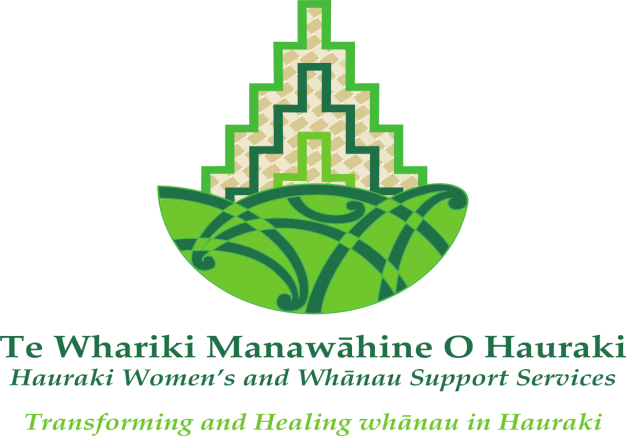 Te Whariki Manawāhine O Hauraki
Hauraki Women's and Whānau Support Services
Transforming and Healing whānau in Hauraki